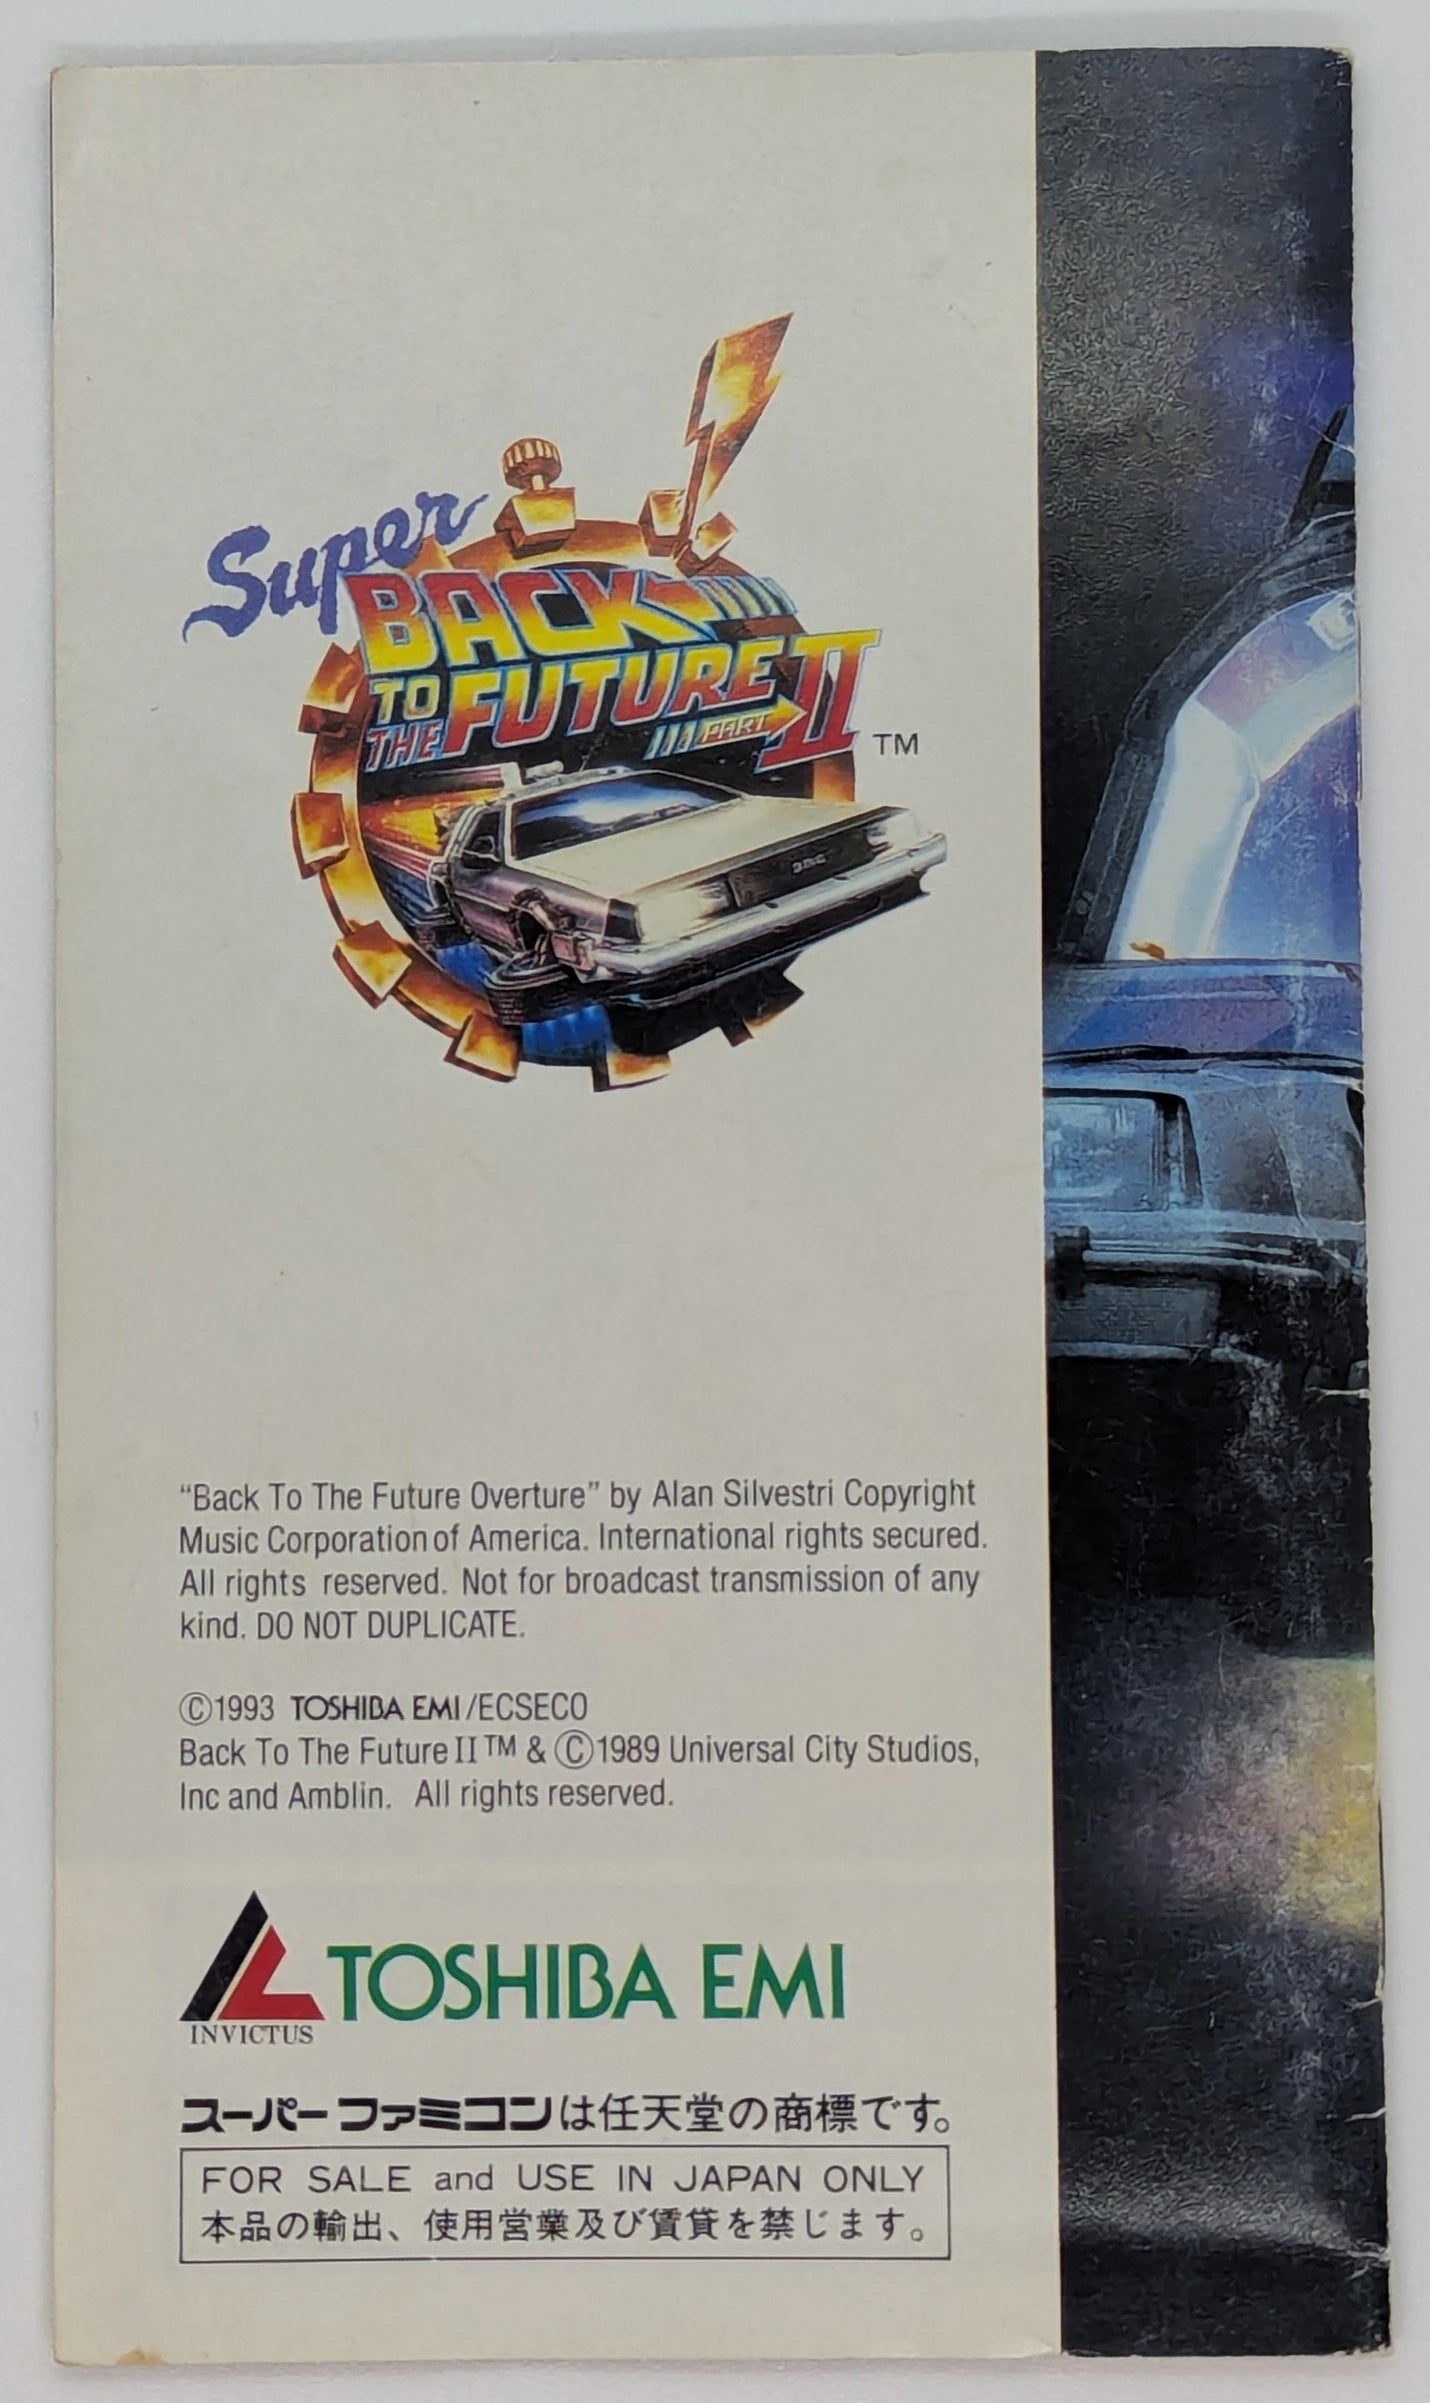 Super
BACK
TO
THE FUTURE
PART II
TM
DMC
“Back To The Future Overture” by Alan Silvestri Copyright
Music Corporation of America. International rights secured.
All rights reserved. Not for broadcast transmission of any
kind. DO NOT DUPLICATE.
©1993 TOSHIBA EMI/ECSECO
Back To The Future II™ & ©1989 Universal City Studios,
Inc and Amblin. All rights reserved.
INVICTUS
TOSHIBA EMI
スーパーファミコンは任天堂の商標です。
FOR SALE and USE IN JAPAN ONLY
本品の輸出、使用営業及び賃貸を禁じます。